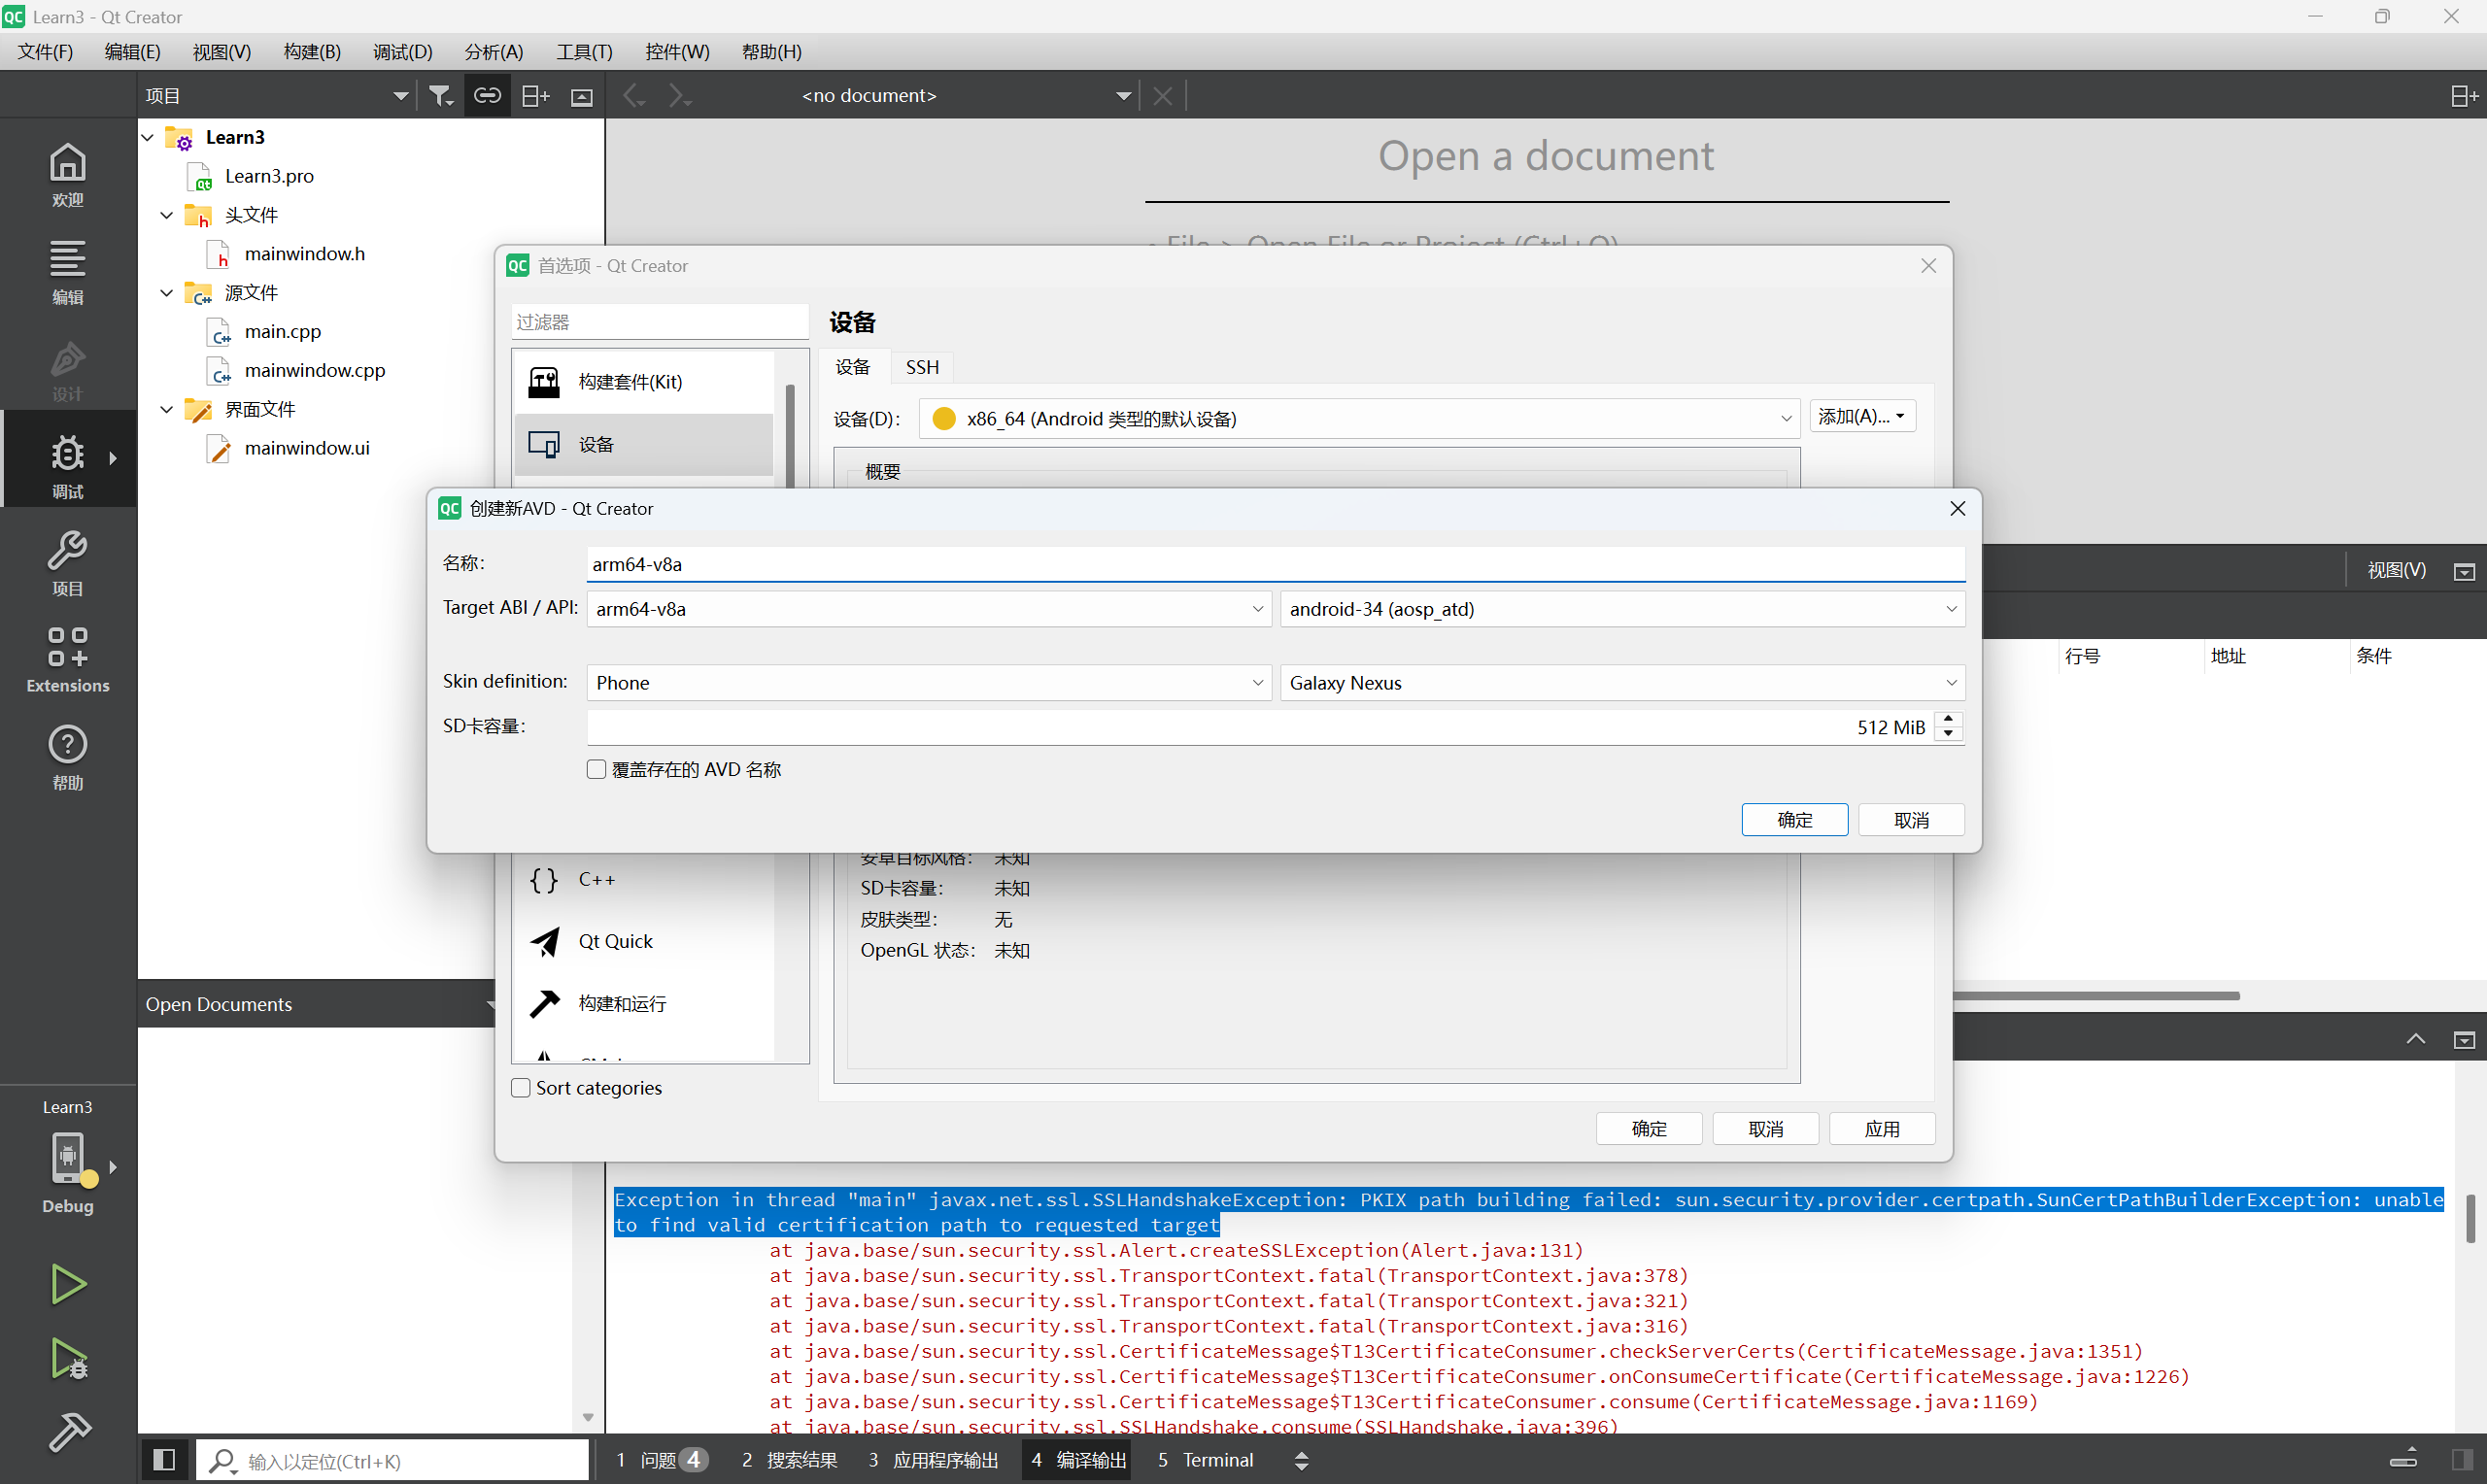 Learn3 - Qt Creator
文件(F) 编辑(E) 视图(V) 构建(B) 调试(D) 分析(A) 工具(T) 控件(W) 帮助(H)
项目
<no document>
欢迎
编辑
设计
调试
项目
Extensions
帮助
Learn3
Learn3.pro
头文件
mainwindow.h
源文件
main.cpp
mainwindow.cpp
界面文件
mainwindow.ui
Open a document
首选项 - Qt Creator
过滤器
构建套件(Kit)
设备
设备
设备 SSH
设备(D):
x86_64 (Android 类型的默认设备)
添加(A)...
概要
创建新AVD - Qt Creator
名称:
arm64-v8a
Target ABI / API:
arm64-v8a
android-34 (aosp_atd)
Skin definition:
Phone
Galaxy Nexus
SD卡容量:
512 MiB
覆盖存在的 AVD 名称
确定 取消
视图(V)
行号 地址 条件
C++
Qt Quick
构建和运行
安卓目标风格: 未知
SD卡容量: 未知
皮肤类型: 无
OpenGL 状态: 未知
Sort categories
确定 取消 应用
Open Documents
Learn3
Debug
Exception in thread "main" javax.net.ssl.SSLHandshakeException: PKIX path building failed: sun.security.provider.certpath.SunCertPathBuilderException: unable
to find valid certification path to requested target
at java.base/sun.security.ssl.Alert.createSSLException(Alert.java:131)
at java.base/sun.security.ssl.TransportContext.fatal(TransportContext.java:378)
at java.base/sun.security.ssl.TransportContext.fatal(TransportContext.java:321)
at java.base/sun.security.ssl.TransportContext.fatal(TransportContext.java:316)
at java.base/sun.security.ssl.CertificateMessage$T13CertificateConsumer.checkServerCerts(CertificateMessage.java:1351)
at java.base/sun.security.ssl.CertificateMessage$T13CertificateConsumer.onConsumeCertificate(CertificateMessage.java:1226)
at java.base/sun.security.ssl.CertificateMessage$T13CertificateConsumer.consume(CertificateMessage.java:1169)
at java.base/sun.security.ssl.SSLHandshake.consume(SSLHandshake.java:396)
输入以定位(Ctrl+K)
1 问题 4 2 搜索结果 3 应用程序输出 4 编译输出 5 Terminal